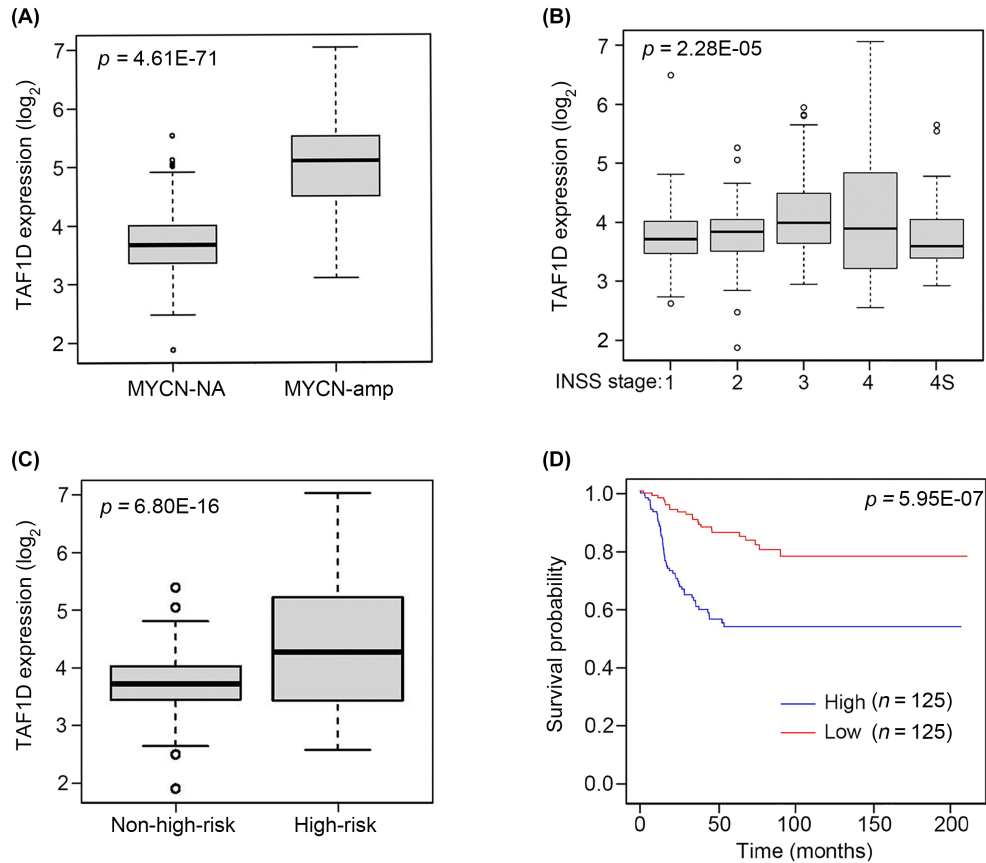 (A)
p = 4.61E-71
TAF1D expression (log2)
7
6
5
4
3
2
MYCN-NA MYCN-amp
(B)
p = 2.28E-05
TAF1D expression (log2)
7
6
5
4
3
2
INSS stage: 1 2 3 4 4S
(C)
p = 6.80E-16
TAF1D expression (log2)
7
6
5
4
3
2
Non-high-risk High-risk
(D)
p = 5.95E-07
Survival probability
1.0
0.8
0.6
0.4
0.2
0.0
High (n = 125)
Low (n = 125)
0 50 100 150 200
Time (months)